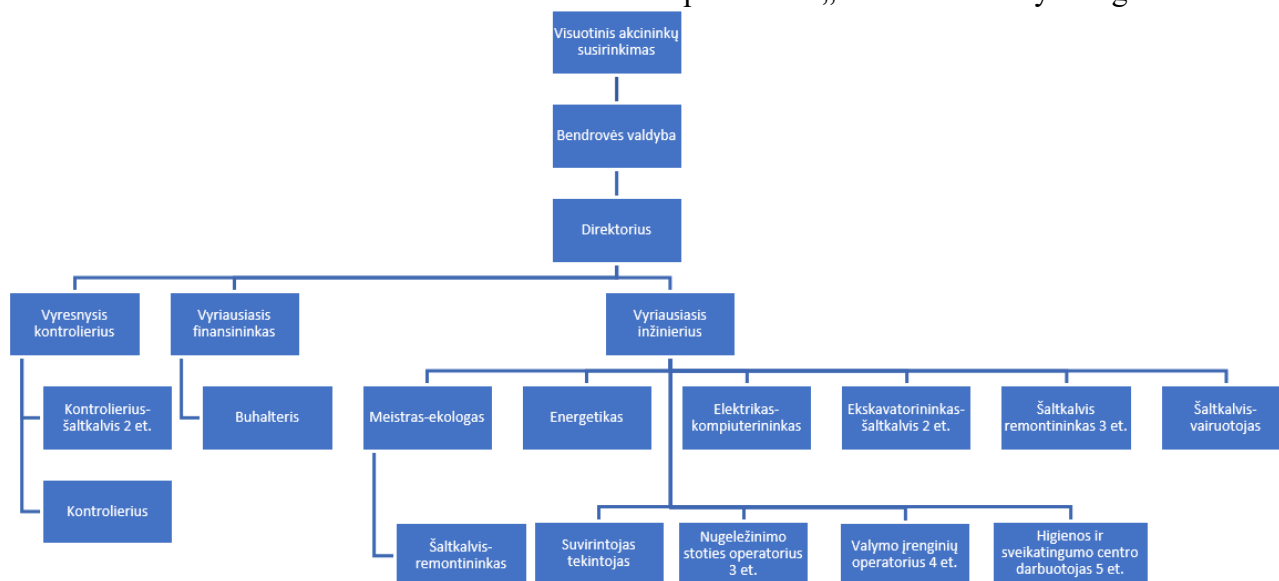 Visuotinis akcininkų
susirinkimas
Bendrovės valdyba
Direktorius
Vyresnysis
kontrolierius
Vyriausiasis
finansininkas
Vyriausiasis
inžinierius
Kontrolierius-
šaltkalvis 2 et.
Buhalteris
Meistras-ekologas
Energetikas
Elektrikas-
kompiuterininkas
Ekskavatorininkas-
šaltkalvis 2 et.
Šaltkalvis
remontininkas 3 et.
Šaltkalvis-
vairuotojas
Kontrolierius
Šaltkalvis-
remontininkas
Suvirintojas
tekintojas
Nugeležinimo
stoties operatorius
3 et.
Valymo įrenginių
operatorius 4 et.
Higienos ir
sveikatingumo centro
darbuotojas 5 et.